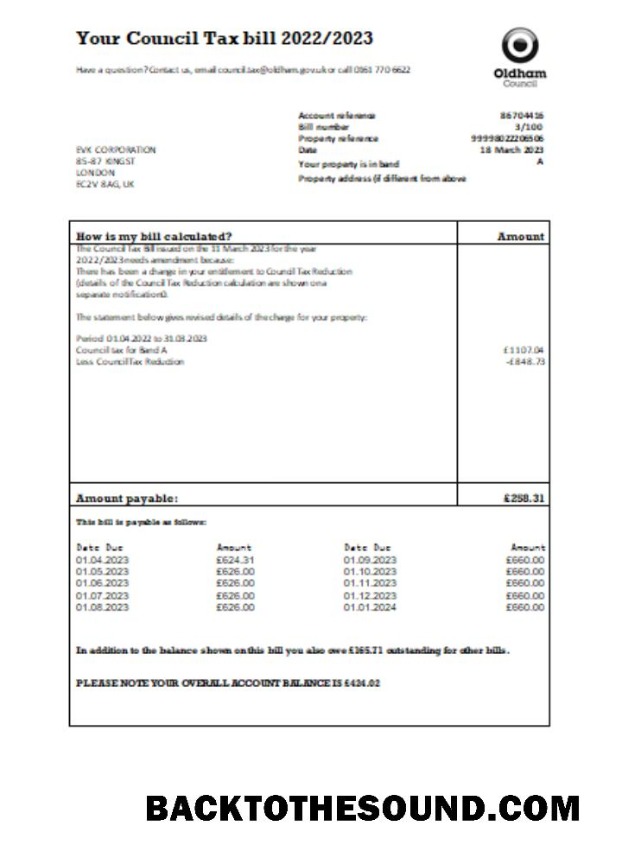 Your Council Tax bill 2022/2023
Have a question? Contact us, email council.tax@oldham.gov.uk or call 0161 770 6622
Oldham
Council
Account reference 86704416
Bill number 3/100
Property reference 99998022206506
Date 18 March 2023
Your property is in band A
Property address (if different from above
EVK CORPORATION
85-87 KINGST
LONDON
EC2V 8AG, UK
How is my bill calculated? Amount
The Council Tax Bill issued on the 11 March 2023 for the year
2022/2023 needs amendment because:
There has been a change in your entitlement to Council Tax Reduction
(details of the Council Tax Reduction calculation are shown on a
separate notification).
The statement below gives revised details of the charge for your property:
Period 01.04.2022 to 31.03.2023
Council tax for Band A £1107.04
Less Council Tax Reduction -£848.73
Amount payable: £258.31
This bill is payable as follows:
Date Due Amount Date Due Amount
01.04.2023 £624.31 01.09.2023 £660.00
01.05.2023 £626.00 01.10.2023 £660.00
01.06.2023 £626.00 01.11.2023 £660.00
01.07.2023 £626.00 01.12.2023 £660.00
01.08.2023 £626.00 01.01.2024 £660.00
In addition to the balance shown on this bill you also owe £165.71 outstanding for other bills.
PLEASE NOTE YOUR OVERALL ACCOUNT BALANCE IS £424.02
BACKTOTHESOUND.COM